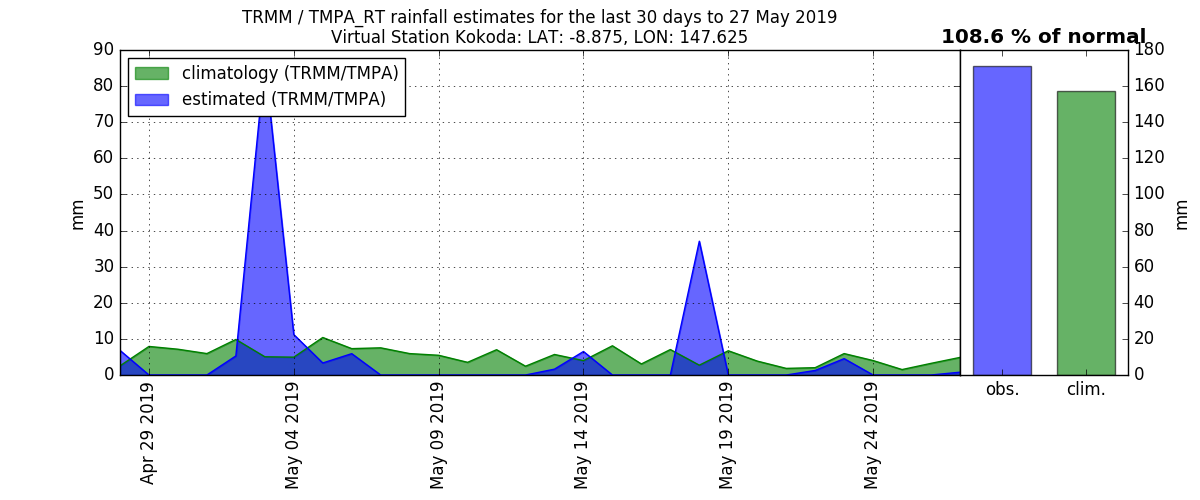 TRMM / TMPA_RT rainfall estimates for the last 30 days to 27 May 2019
Virtual Station Kokoda: LAT: -8.875, LON: 147.625
108.6 % of normal
climatology (TRMM/TMPA)
estimated (TRMM/TMPA)
90
80
70
60
50
40
30
20
10
0
mm
Apr 29 2019
May 04 2019
May 09 2019
May 14 2019
May 19 2019
May 24 2019
obs.
clim.
180
160
140
120
100
80
60
40
20
0
mm